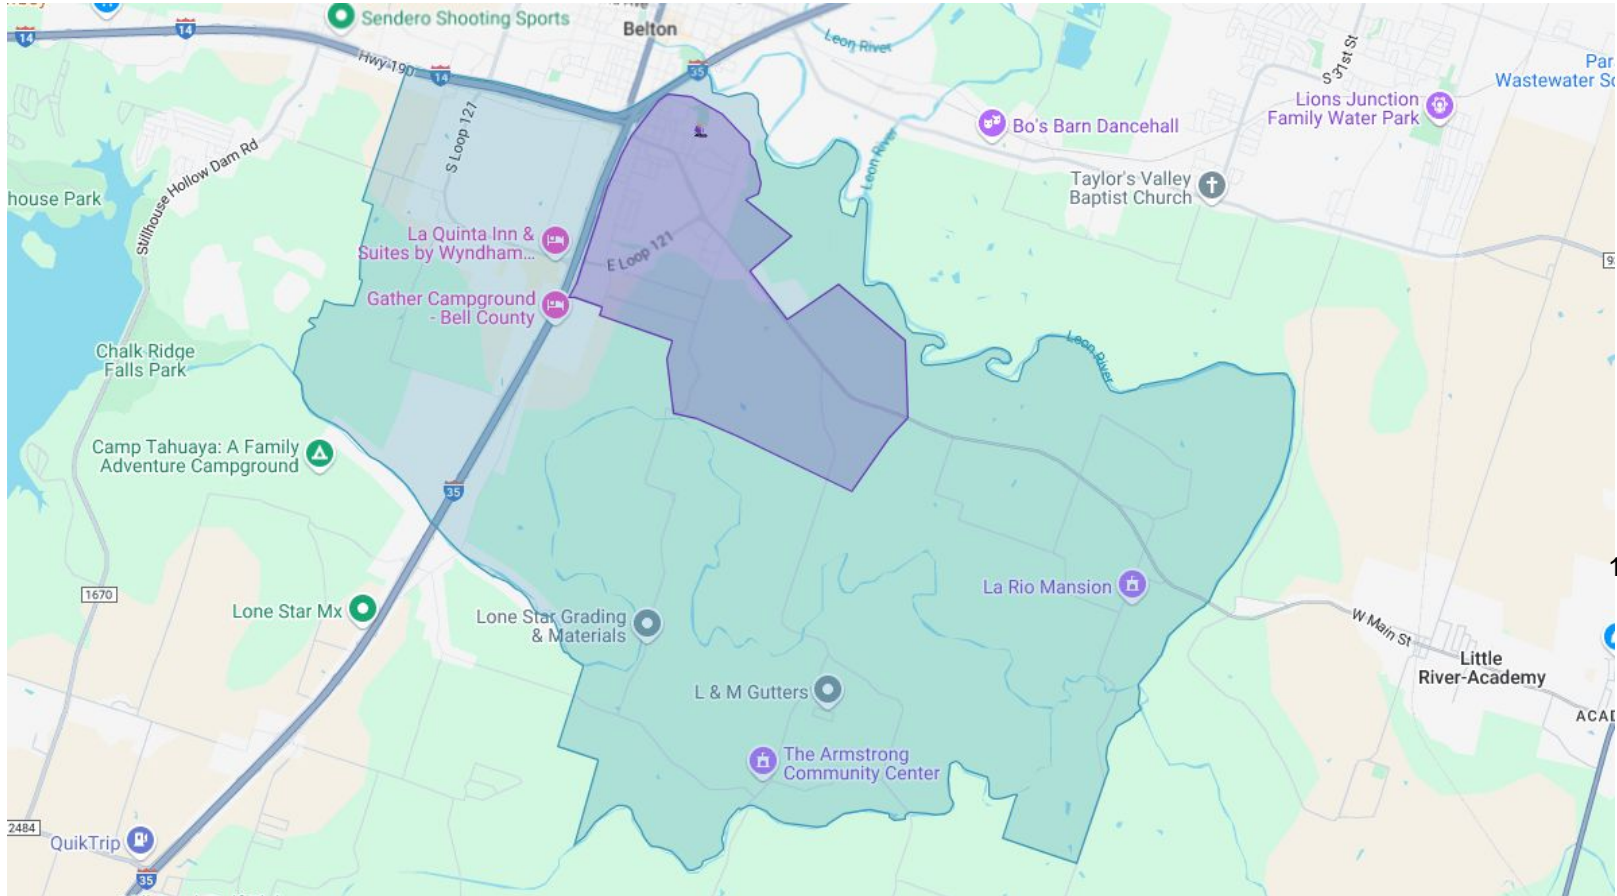 Sendero Shooting Sports
Belton
14
14
Hwy 190
14
35
Leon River
S 31st St
Wastewater
Lions Junction
Family Water Park
Bo's Barn Dancehall
S Loop 121
Leon River
Stillhouse Hollow Dam Rd
house Park
Taylor's Valley
Baptist Church
La Quinta Inn &
Suites by Wyndham...
E Loop 121
Gather Campground
- Bell County
Chalk Ridge
Falls Park
Leon River
Camp Tahuaya: A Family
Adventure Campground
35
1670
La Rio Mansion
Lone Star Mx
Lone Star Grading
& Materials
W Main St
Little
River-Academy
L & M Gutters
ACAD
The Armstrong
Community Center
2484
QuikTrip
35